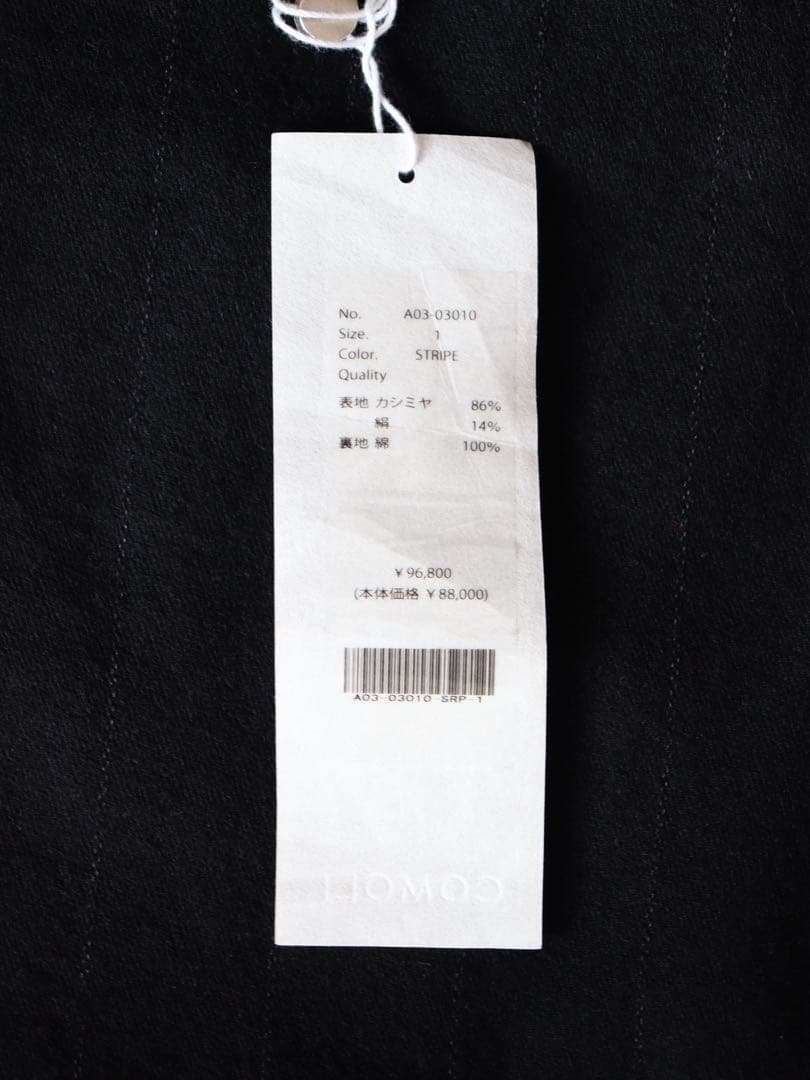 No. A03-03010
Size. 1
Color. STRIPE
Quality
表地 カシミヤ 86%
絹 14%
裏地 綿 100%
¥96,800
(本体価格 ¥88,000)
A03-03010-SRP-1
COMOLI